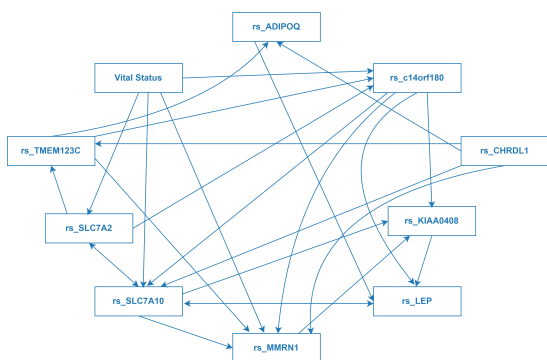 rs_ADIPOQ
Vital Status
rs_c14orf180
rs_TMEM123C
rs_CHRDL1
rs_SLC7A2
rs_KIAA0408
rs_SLC7A10
rs_LEP
rs_MMRN1